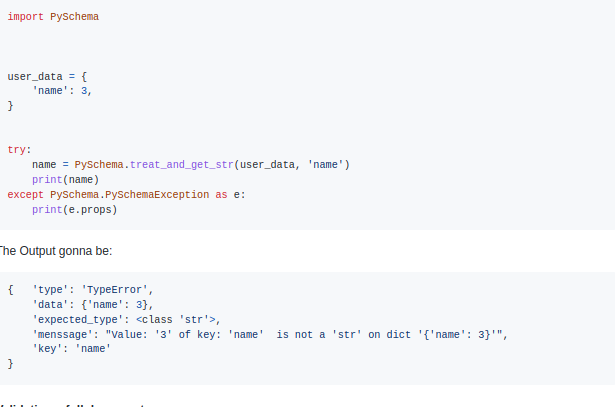 import PySchema
user_data = {
    'name': 3,
}
try:
    name = PySchema.treat_and_get_str(user_data, 'name')
    print(name)
except PySchema.PySchemaException as e:
    print(e.props)
The Output gonna be:
{   'type': 'TypeError',
    'data': {'name': 3},
    'expected_type': <class 'str'>,
    'menssage': "Value: '3' of key: 'name'  is not a 'str' on dict '{'name': 3}'",
    'key': 'name'
}